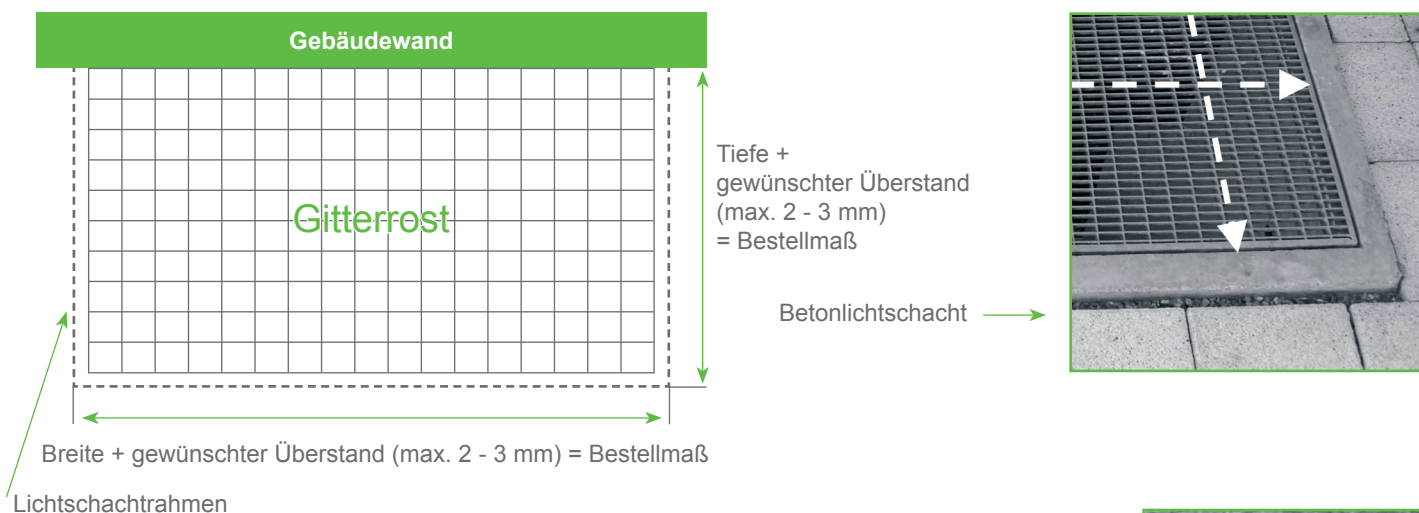 Gebäudewand
Gitterrost
Tiefe +
gewünschter Überstand
(max. 2 - 3 mm)
= Bestellmaß
Betonlichtschacht
Breite + gewünschter Überstand (max. 2 - 3 mm) = Bestellmaß
Lichtschachtrahmen